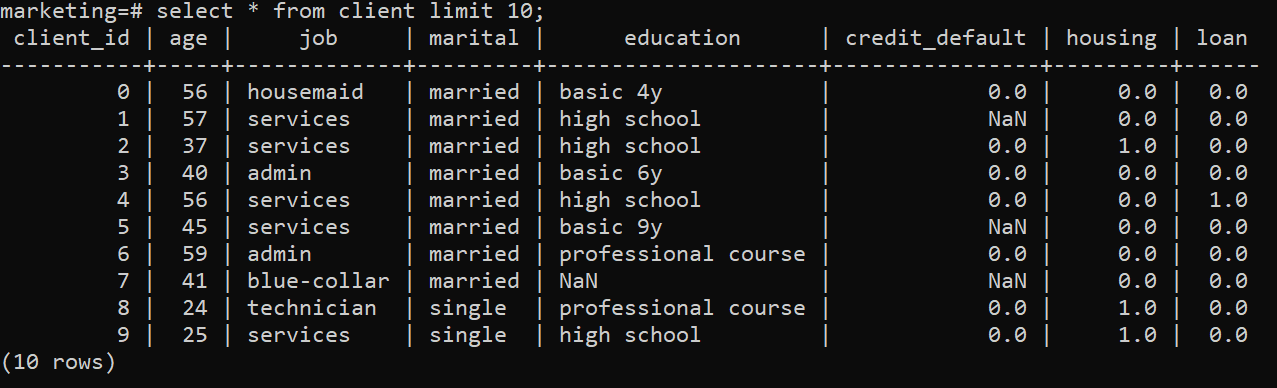 marketing=# select * from client limit 10;
 client_id | age |     job     | marital |      education      | credit_default | housing | loan
-----------+-----+-------------+---------+---------------------+----------------+---------+------
         0 |  56 | housemaid   | married | basic 4y            |            0.0 |     0.0 |  0.0
         1 |  57 | services    | married | high school         |            NaN |     0.0 |  0.0
         2 |  37 | services    | married | high school         |            0.0 |     1.0 |  0.0
         3 |  40 | admin       | married | basic 6y            |            0.0 |     0.0 |  0.0
         4 |  56 | services    | married | high school         |            0.0 |     0.0 |  1.0
         5 |  45 | services    | married | basic 9y            |            NaN |     0.0 |  0.0
         6 |  59 | admin       | married | professional course |            0.0 |     0.0 |  0.0
         7 |  41 | blue-collar | married | NaN                 |            NaN |     0.0 |  0.0
         8 |  24 | technician  | single  | professional course |            0.0 |     1.0 |  0.0
         9 |  25 | services    | single  | high school         |            0.0 |     1.0 |  0.0
(10 rows)